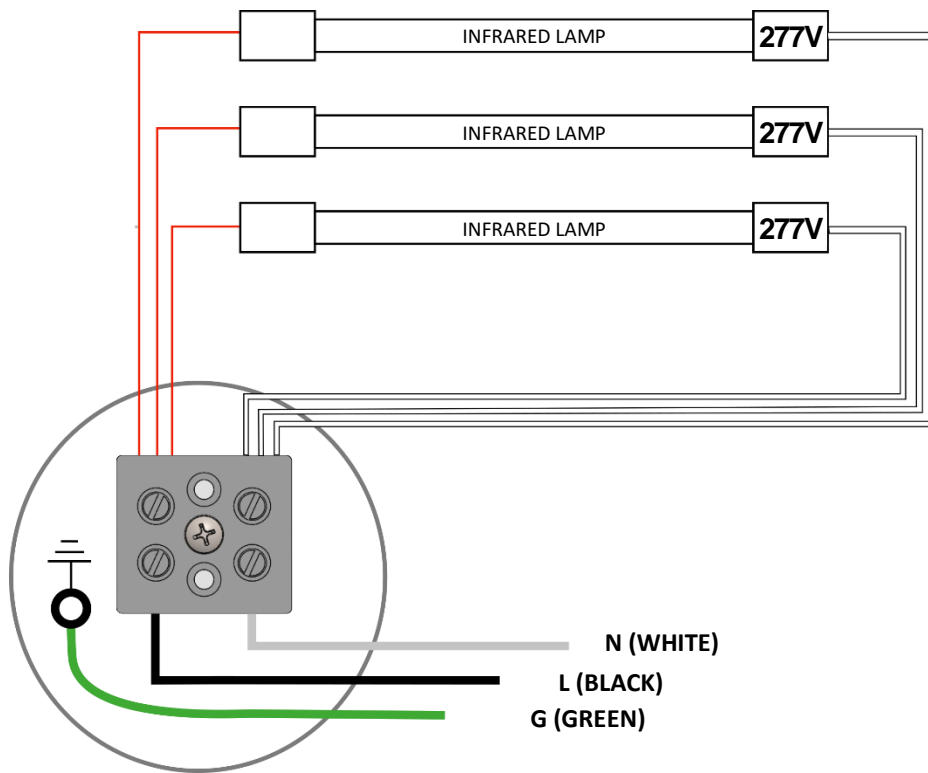 INFRARED LAMP 277V
INFRARED LAMP 277V
INFRARED LAMP 277V
N (WHITE)
L (BLACK)
G (GREEN)